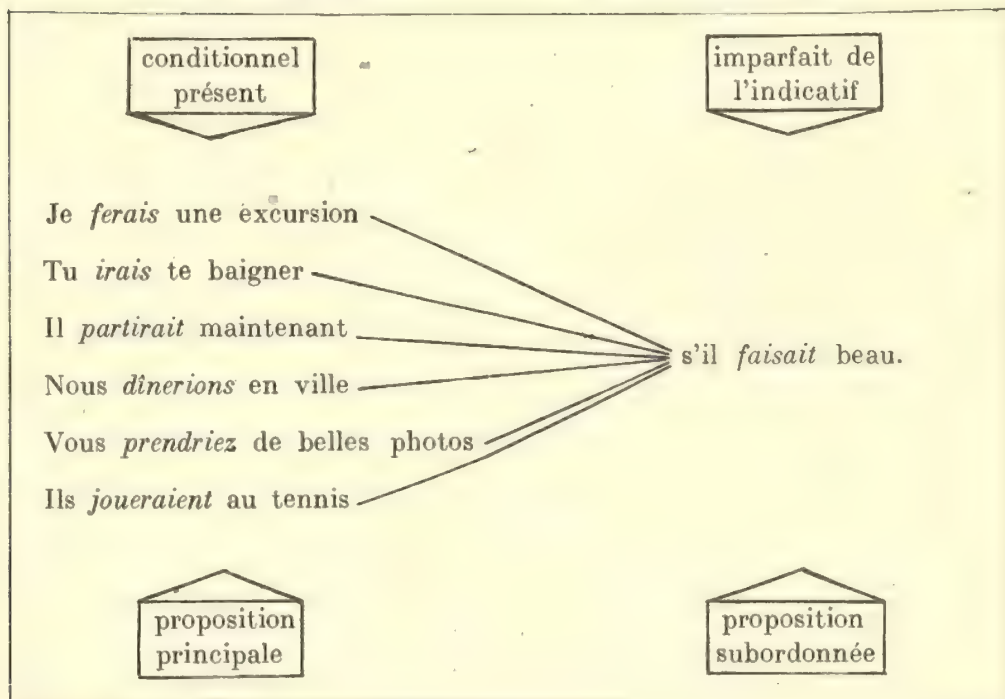 conditionnel
présent
imparfait de
l'indicatif
Je ferais une excursion
Tu irais te baigner
Il partirait maintenant
s'il faisait beau.
Nous dînerions en ville
Vous prendriez de belles photos
Ils joueraient au tennis
proposition
principale
proposition
subordonnée